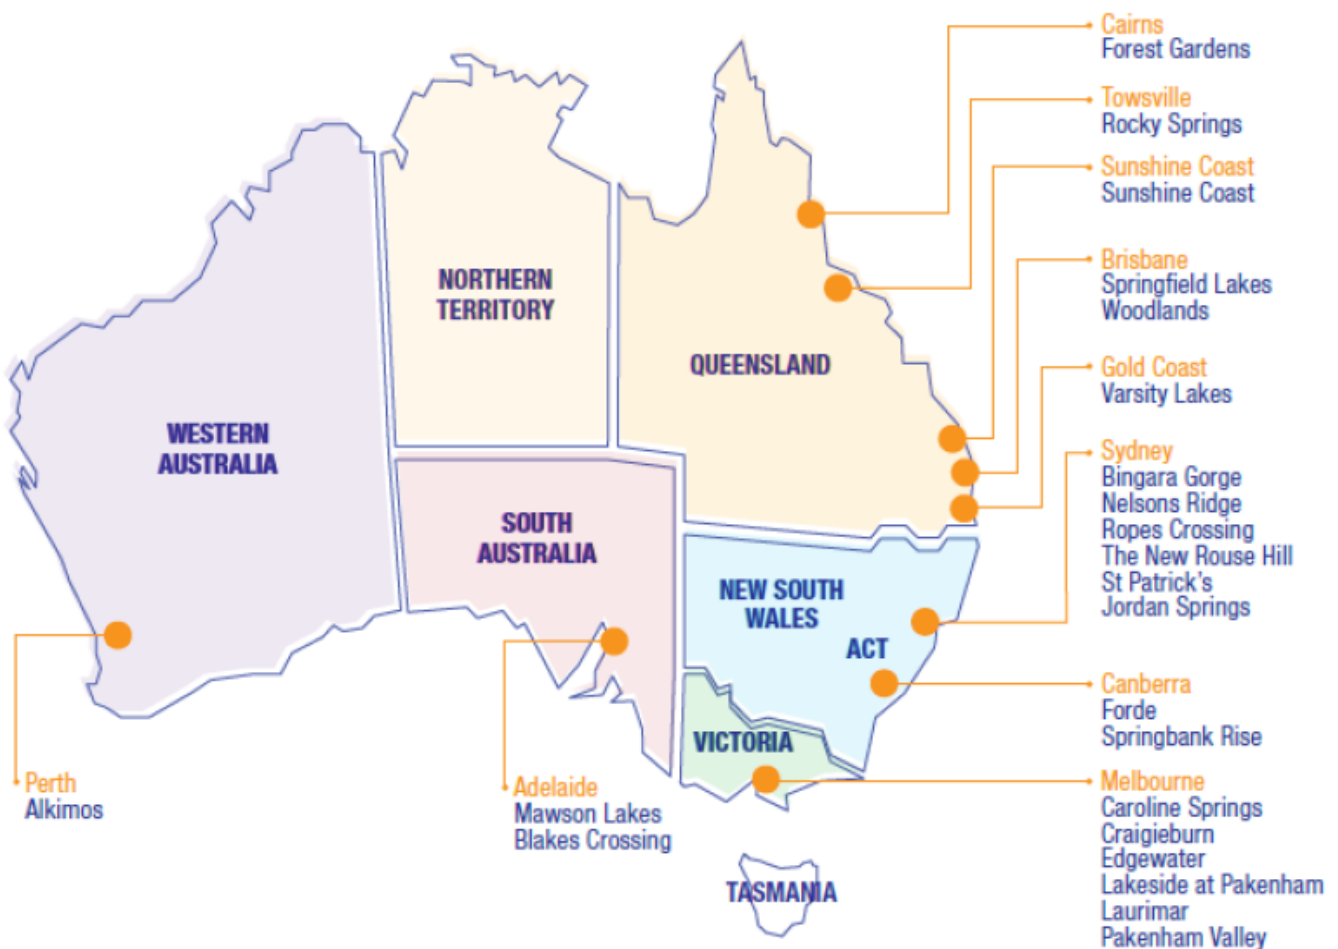 Cairns
Forest Gardens
Towsville
Rocky Springs
Sunshine Coast
Sunshine Coast
Brisbane
Springfield Lakes
Woodlands
Gold Coast
Varsity Lakes
Sydney
Bingara Gorge
Nelsons Ridge
Ropes Crossing
The New Rouse Hill
St Patrick's
Jordan Springs
Canberra
Forde
Springbank Rise
Melbourne
Caroline Springs
Craigieburn
Edgewater
Lakeside at Pakenham
Laurimar
Pakenham Valley
NORTHERN
TERRITORY
QUEENSLAND
WESTERN
AUSTRALIA
SOUTH
AUSTRALIA
NEW SOUTH
WALES
ACT
VICTORIA
TASMANIA
Perth
Alkimos
Adelaide
Mawson Lakes
Blakes Crossing